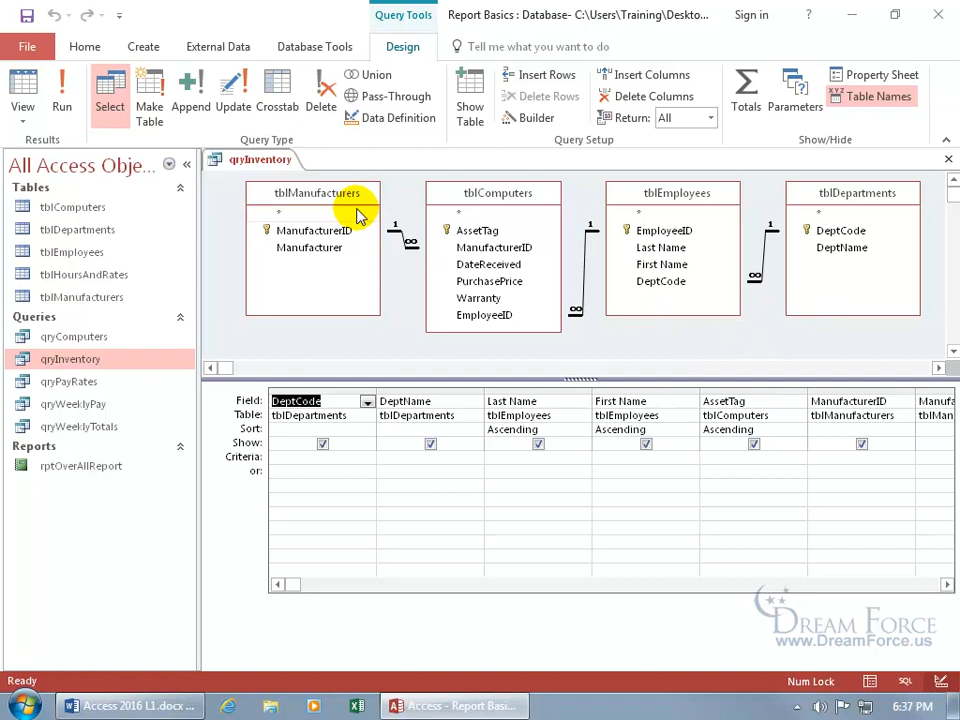 Query Tools
Report Basics : Database- C:\Users\Training\Deskto...
Sign in
?
File
Home
Create
External Data
Database Tools
Design
Tell me what you want to do
View
Run
Select
Make Table
Append
Update
Crosstab
Delete
Union
Pass-Through
Data Definition
Show Table
Insert Rows
Delete Rows
Builder
Insert Columns
Delete Columns
Return: All
Totals
Parameters
Property Sheet
Table Names
Results
Query Type
Query Setup
Show/Hide
All Access Obje...
Tables
tblComputers
tblDepartments
tblEmployees
tblHoursAndRates
tblManufacturers
Queries
qryComputers
qryInventory
qryPayRates
qryWeeklyPay
qryWeeklyTotals
Reports
rptOverAllReport
qryInventory
tblManufacturers
*
ManufacturerID
Manufacturer
1
∞
tblComputers
*
AssetTag
ManufacturerID
DateReceived
PurchasePrice
Warranty
EmployeeID
1
∞
tblEmployees
*
EmployeeID
Last Name
First Name
DeptCode
1
∞
tblDepartments
*
DeptCode
DeptName
Field: DeptCode DeptName Last Name First Name AssetTag ManufacturerID Manufa
Table: tblDepartments tblDepartments tblEmployees tblEmployees tblComputers tblManufacturers tblMan
Sort: Ascending Ascending Ascending
Show:
Criteria:
or:
DREAM FORCE
www.DreamForce.us
Ready
Num Lock
SQL
Access 2016 L1.docx ...
Access - Report Basi...
6:37 PM